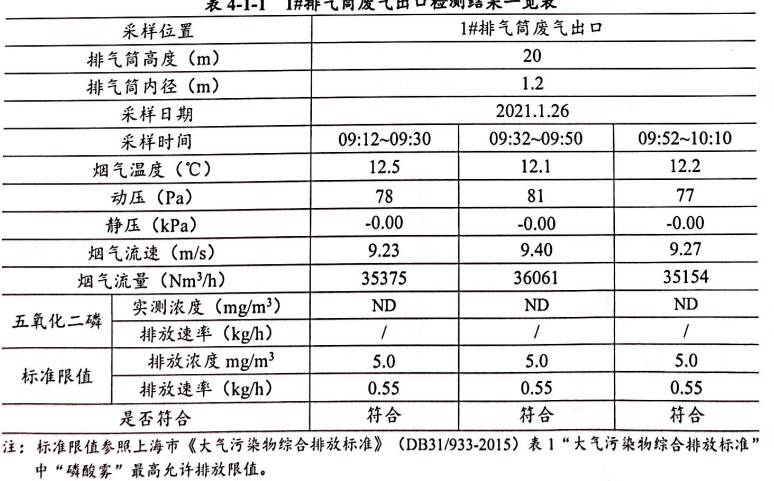 表 4-1-1 1#排气筒废气出口检测结果一览表
采样位置 1#排气筒废气出口
排气筒高度（m） 20
排气筒内径（m） 1.2
采样日期 2021.1.26
采样时间 09:12~09:30 09:32~09:50 09:52~10:10
烟气温度（℃） 12.5 12.1 12.2
动压（Pa） 78 81 77
静压（kPa） -0.00 -0.00 -0.00
烟气流速（m/s） 9.23 9.40 9.27
烟气流量（Nm³/h） 35375 36061 35154
五氧化二磷 实测浓度（mg/m³） ND ND ND
排放速率（kg/h） / / /
标准限值 排放浓度 mg/m³ 5.0 5.0 5.0
排放速率（kg/h） 0.55 0.55 0.55
是否符合 符合 符合 符合
注：标准限值参照上海市《大气污染物综合排放标准》（DB31/933-2015）表 1“大气污染物综合排放标准”
中“磷酸雾”最高允许排放限值。